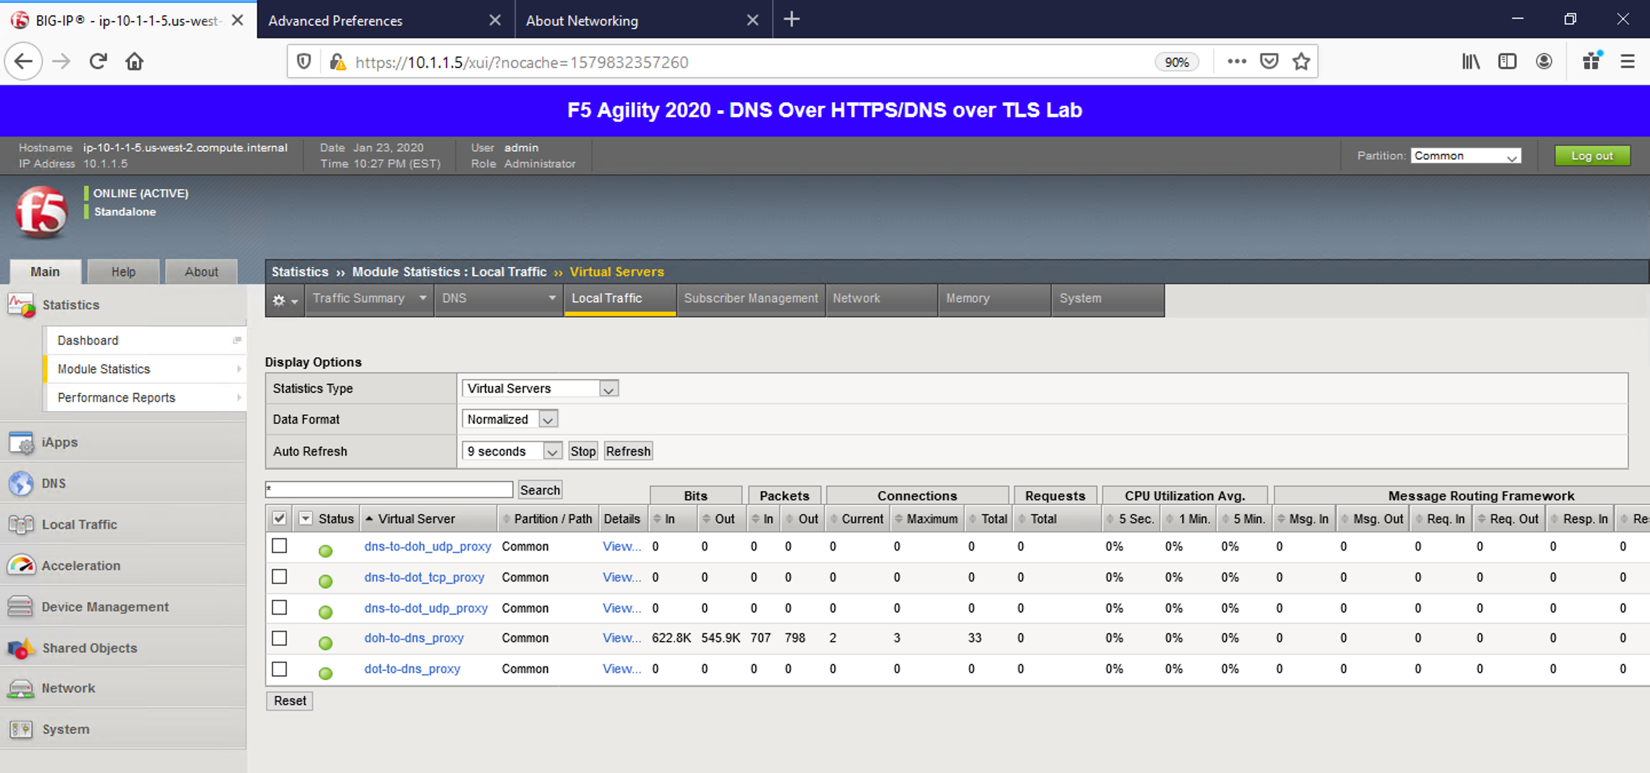 BIG-IP® - ip-10-1-1-5.us-west- Advanced Preferences About Networking
https://10.1.1.5/xui/?nocache=1579832357260 90%
F5 Agility 2020 - DNS Over HTTPS/DNS over TLS Lab
Hostname ip-10-1-1-5.us-west-2.compute.internal Date Jan 23, 2020 User admin
IP Address 10.1.1.5 Time 10:27 PM (EST) Role Administrator
Partition: Common Log out
f5 ONLINE (ACTIVE)
Standalone
Main Help About
Statistics ›› Module Statistics : Local Traffic ›› Virtual Servers
Traffic Summary DNS Local Traffic Subscriber Management Network Memory System
Statistics
Dashboard
Module Statistics
Performance Reports
iApps
DNS
Local Traffic
Acceleration
Device Management
Shared Objects
Network
System
Display Options
Statistics Type Virtual Servers
Data Format Normalized
Auto Refresh 9 seconds Stop Refresh
* Search
Bits Packets Connections Requests CPU Utilization Avg. Message Routing Framework
Status Virtual Server Partition / Path Details In Out In Out Current Maximum Total Total 5 Sec. 1 Min. 5 Min. Msg. In Msg. Out Req. In Req. Out Resp. In Re
dns-to-doh_udp_proxy Common View... 0 0 0 0 0 0 0 0 0% 0% 0% 0 0 0 0 0 0
dns-to-dot_tcp_proxy Common View... 0 0 0 0 0 0 0 0 0% 0% 0% 0 0 0 0 0 0
dns-to-dot_udp_proxy Common View... 0 0 0 0 0 0 0 0 0% 0% 0% 0 0 0 0 0 0
doh-to-dns_proxy Common View... 622.8K 545.9K 707 798 2 3 33 0 0% 0% 0% 0 0 0 0 0 0
dot-to-dns_proxy Common View... 0 0 0 0 0 0 0 0 0% 0% 0% 0 0 0 0 0 0
Reset